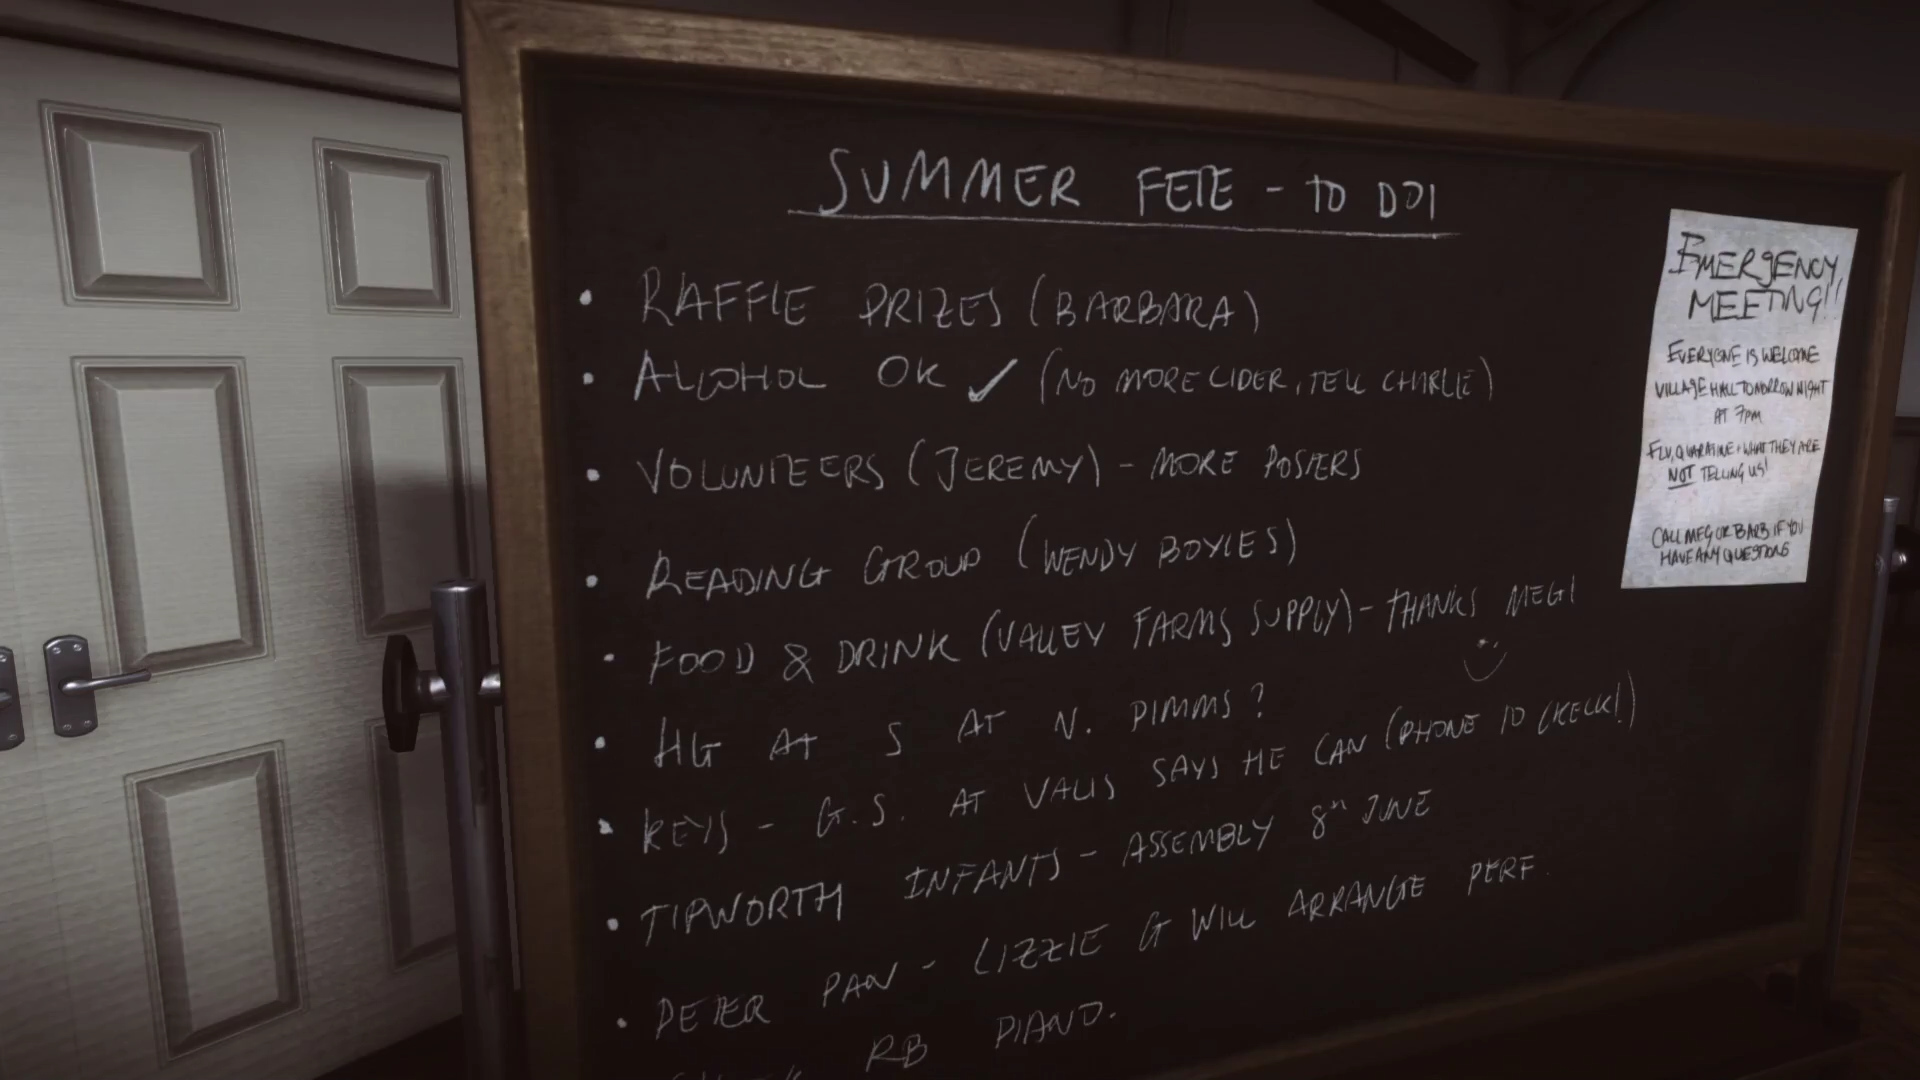 SUMMER FETE - TO DO!
• RAFFLE PRIZES (BARBARA)
• ALCOHOL OK ✓ (NO MORE CIDER, TELL CHARLIE)
• VOLUNTEERS (JEREMY) - MORE POSTERS
• READING GROUP (WENDY BOYLES)
• FOOD & DRINK (VALLEY FARMS SUPPLY) - THANKS MEG!
• HG AT S AT N. PIMMS?
• KEYS - G.S. AT VALIS SAYS HE CAN (PHONE TO CHECK!)
• TIPWORTH INFANTS - ASSEMBLY 8TH JUNE
• PETER PAN - LIZZIE G WILL ARRANGE PERF.
RB PIANO.
EMERGENCY
MEETING!!
EVERYONE IS WELCOME
VILLAGE HALL TOMORROW NIGHT
AT 7PM
FLU, QUARATINE + WHAT THEY ARE
NOT TELLING US!
CALL MEG OR BARB IF YOU
HAVE ANY QUESTIONS